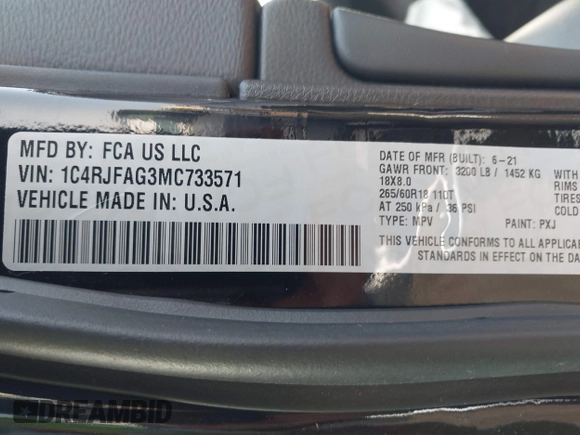 MFD BY: FCA US LLC
VIN: 1C4RJFAG3MC733571
VEHICLE MADE IN: U.S.A.
DATE OF MFR (BUILT): 6-21
GAWR FRONT: 3200 LB / 1452 KG WITH
18X8.0 RIMS
265/60R18 110T TIRES
AT 250 kPa / 36 PSI
TYPE: MPV PAINT: PXJ
THIS VEHICLE CONFORMS TO ALL APPLICAB
STANDARDS IN EFFECT ON THE DA
DREAMBID